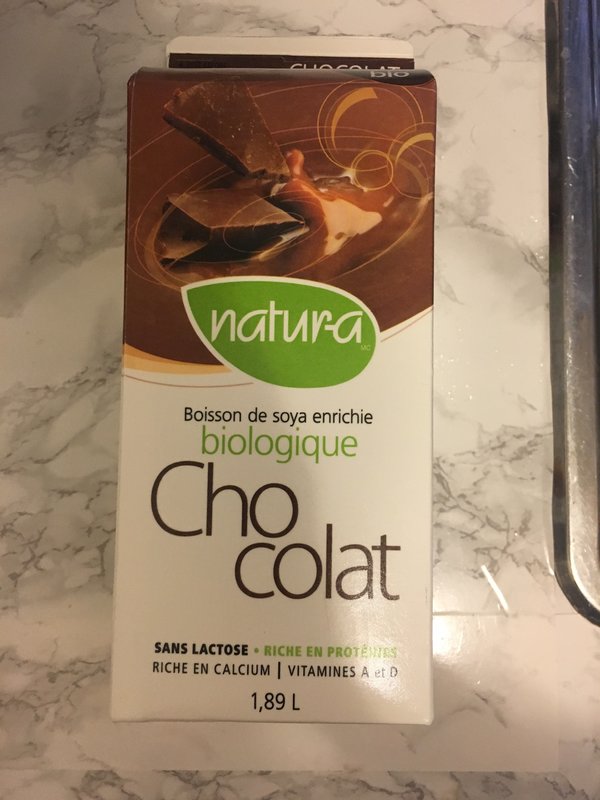 CHOCOLAT
bio
natur-a
MC
Boisson de soya enrichie
biologique
Cho
colat
SANS LACTOSE • RICHE EN PROTÉINES
RICHE EN CALCIUM | VITAMINES A et D
1,89 L